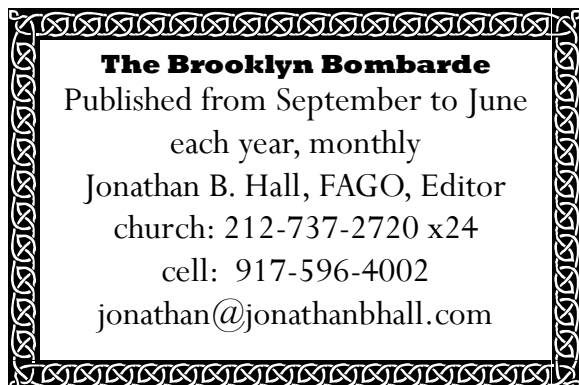 The Brooklyn Bombarde
Published from September to June
each year, monthly
Jonathan B. Hall, FAGO, Editor
church: 212-737-2720 x24
cell:  917-596-4002
jonathan@jonathanbhall.com